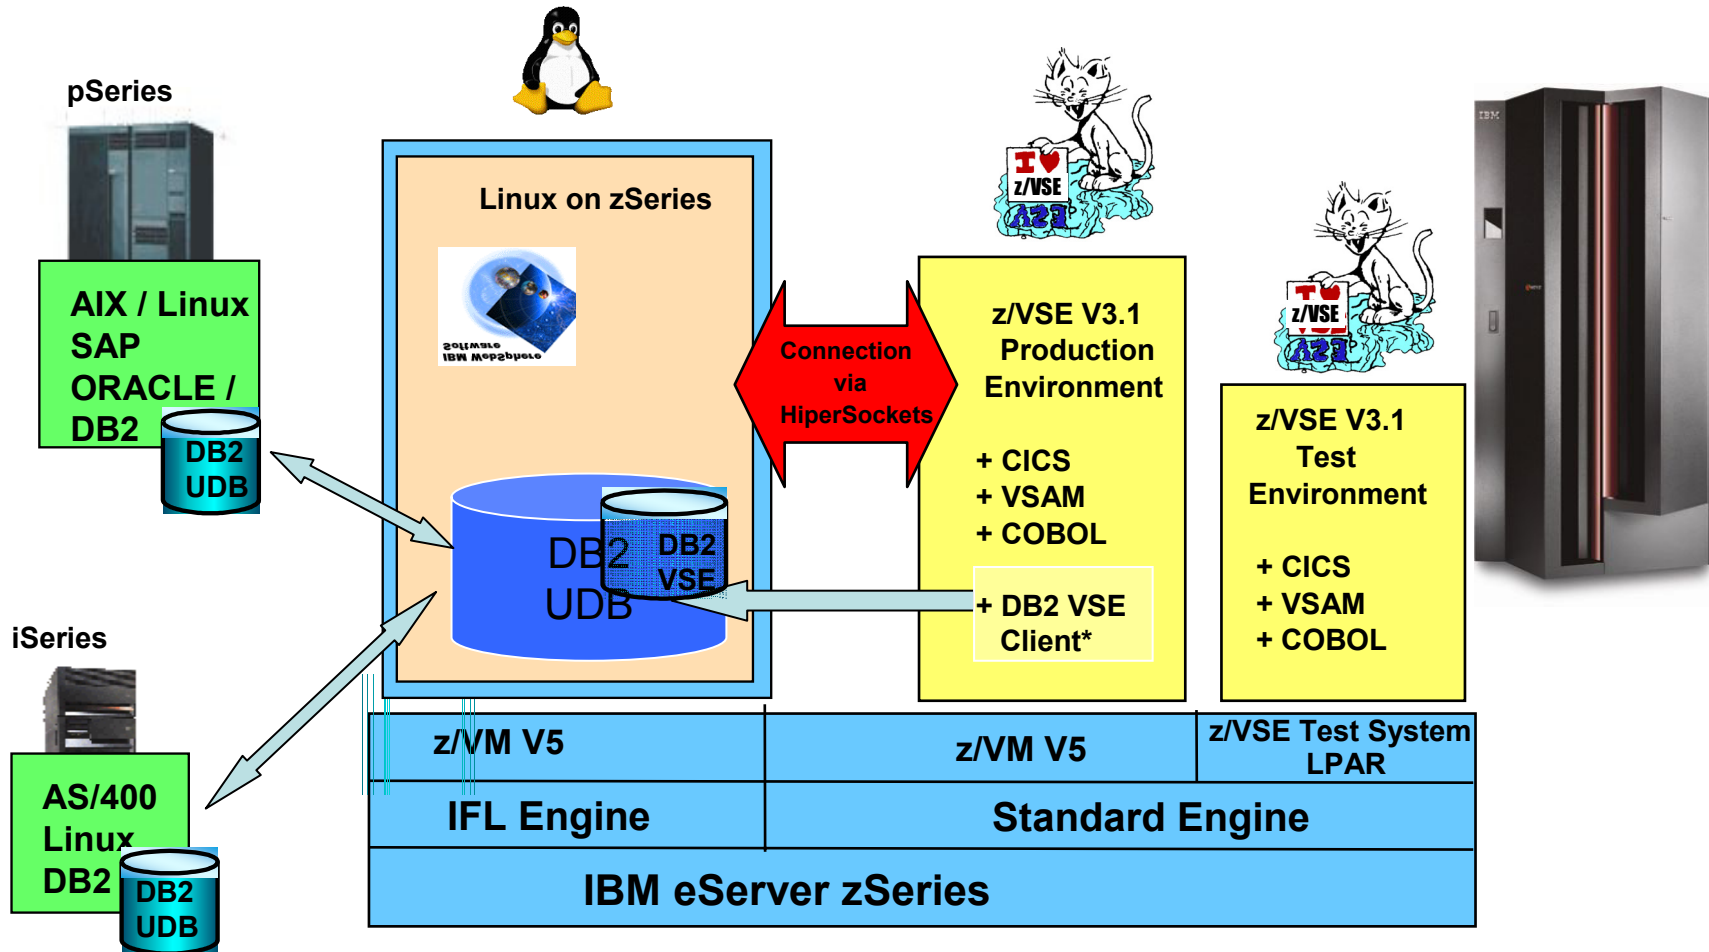 pSeries
AIX / Linux
SAP
ORACLE /
DB2
DB2
UDB
iSeries
AS/400
Linux
DB2
DB2
UDB
Linux on zSeries
Software
IBM WebSphere
DB2
UDB
DB2
VSE
Connection
via
HiperSockets
I
z/VSE
VSE
z/VSE V3.1
Production
Environment
+ CICS
+ VSAM
+ COBOL
+ DB2 VSE
Client*
I
z/VSE
VSE
z/VSE V3.1
Test
Environment
+ CICS
+ VSAM
+ COBOL
IBM
z/VM V5
z/VM V5
z/VSE Test System
LPAR
IFL Engine
Standard Engine
IBM eServer zSeries